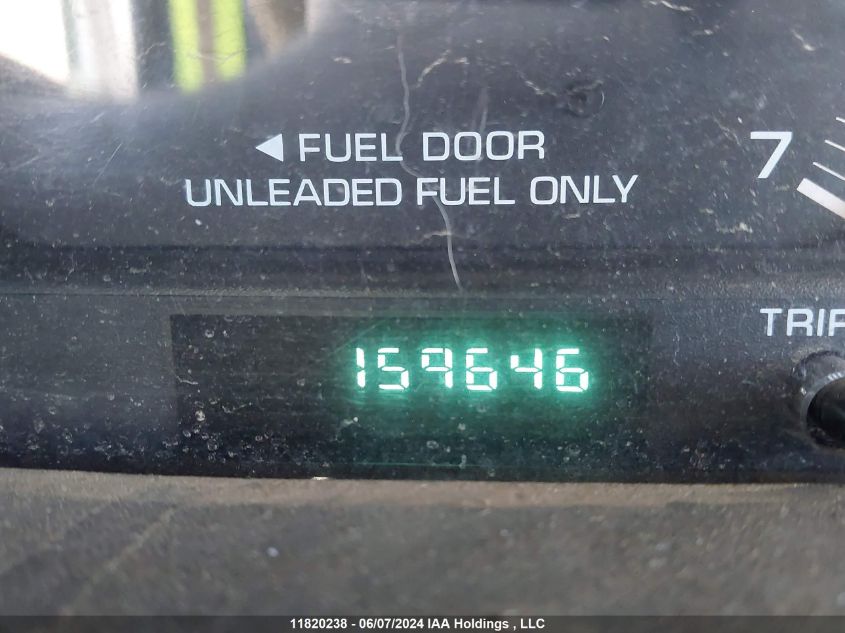 ◄ FUEL DOOR
UNLEADED FUEL ONLY
7
TRIP
159646
11820238 - 06/07/2024 IAA Holdings , LLC